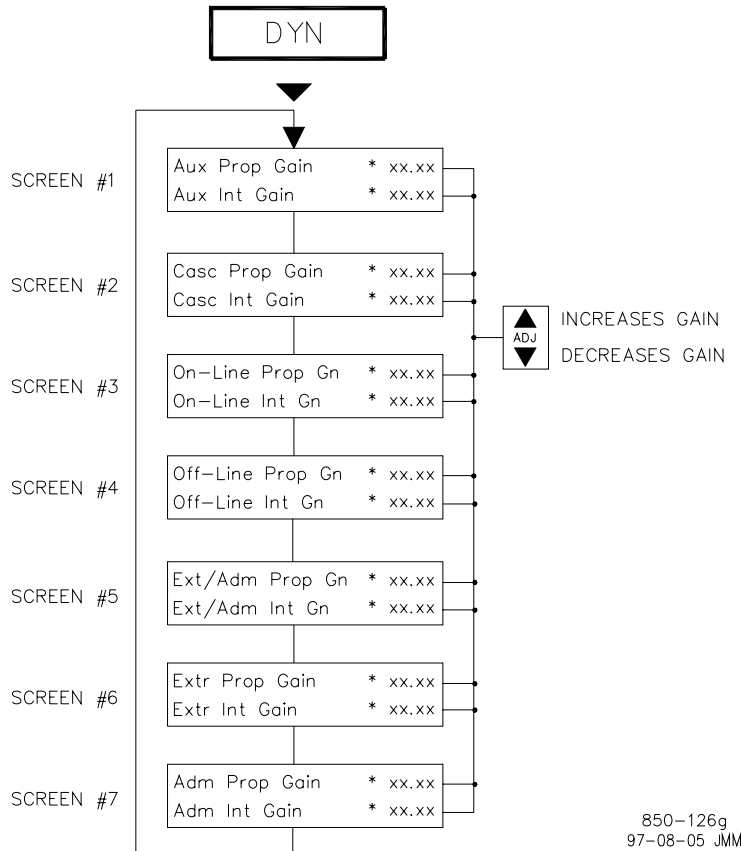 DYN
SCREEN #1
Aux Prop Gain * xx.xx
Aux Int Gain * xx.xx
SCREEN #2
Casc Prop Gain * xx.xx
Casc Int Gain * xx.xx
ADJ
INCREASES GAIN
DECREASES GAIN
SCREEN #3
On-Line Prop Gn * xx.xx
On-Line Int Gn * xx.xx
SCREEN #4
Off-Line Prop Gn * xx.xx
Off-Line Int Gn * xx.xx
SCREEN #5
Ext/Adm Prop Gn * xx.xx
Ext/Adm Int Gn * xx.xx
SCREEN #6
Extr Prop Gain * xx.xx
Extr Int Gain * xx.xx
SCREEN #7
Adm Prop Gain * xx.xx
Adm Int Gain * xx.xx
850-126g
97-08-05 JMM